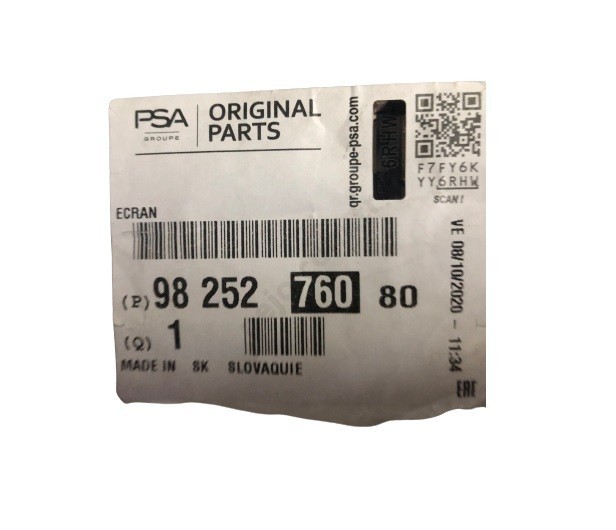 PSA
GROUPE
ORIGINAL
PARTS
qr.groupe-psa.com
6RHW
F7FY6K
YY6RHW
SCAN!
ECRAN
(P) 98 252 760 80
(Q) 1
MADE IN SK SLOVAQUIE
VE 08/10/2020 - 11:34
EAC